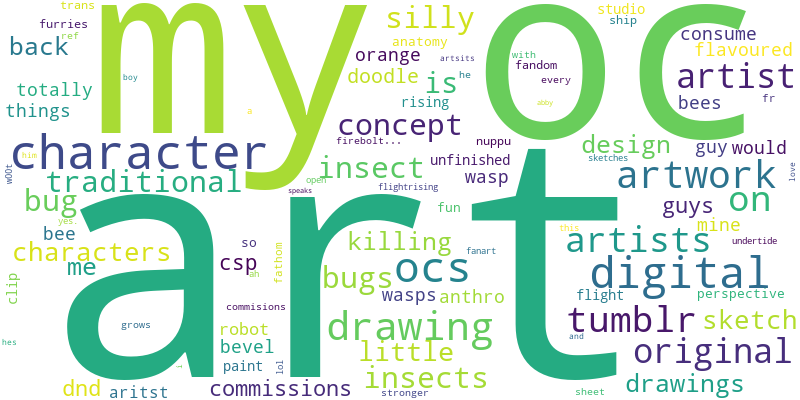 trans
furries
ref
back
totally
things
w00t
my
boy
silly
studio
ship
anatomy
artsits
orange
with
fandom
doodle
is
he
every
rising
abby
oc
consume
flavoured
artist
bees
fr
character
concept
firebolt...
nuppu
design
guy
would
him
traditional
insect
unfinished
sketches
artwork
love
open
flightrising
wasp
speaks
bug
yes.
fun
guys
on
mine
this
undertide
bee
characters
me
so
csp
ah
fathom
killing
bugs
ocs
fanart
artists
digital
wasps
anthro
flight
perspective
clip
commisions
art
grows
robot
bevel
paint
lol
drawing
little
and
tumblr
sketch
original
hes
i
dnd
aritst
commissions
insects
stronger
sheet
drawings